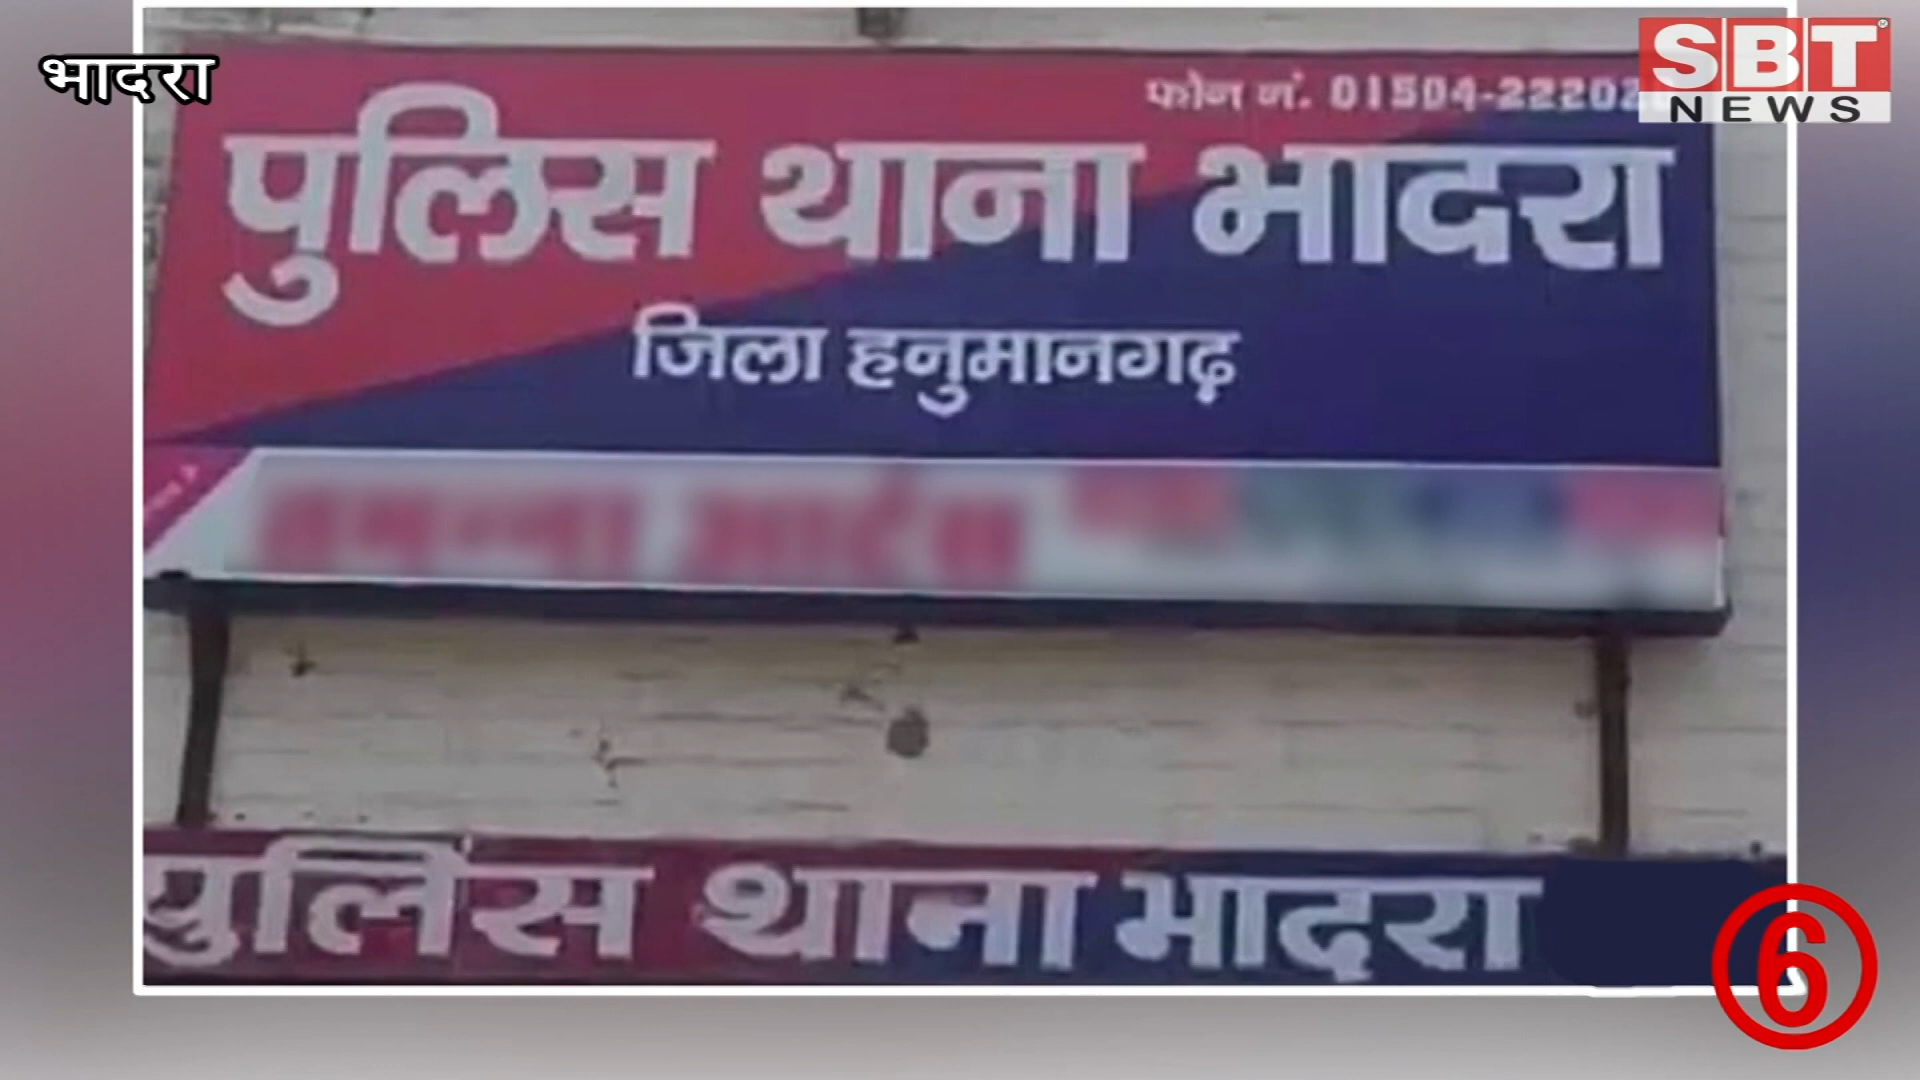 भादरा
SBT
NEWS
फोन नं. 01504-22202
पुलिस थाना भादरा
जिला हनुमानगढ़
पुलिस थाना भादरा
6